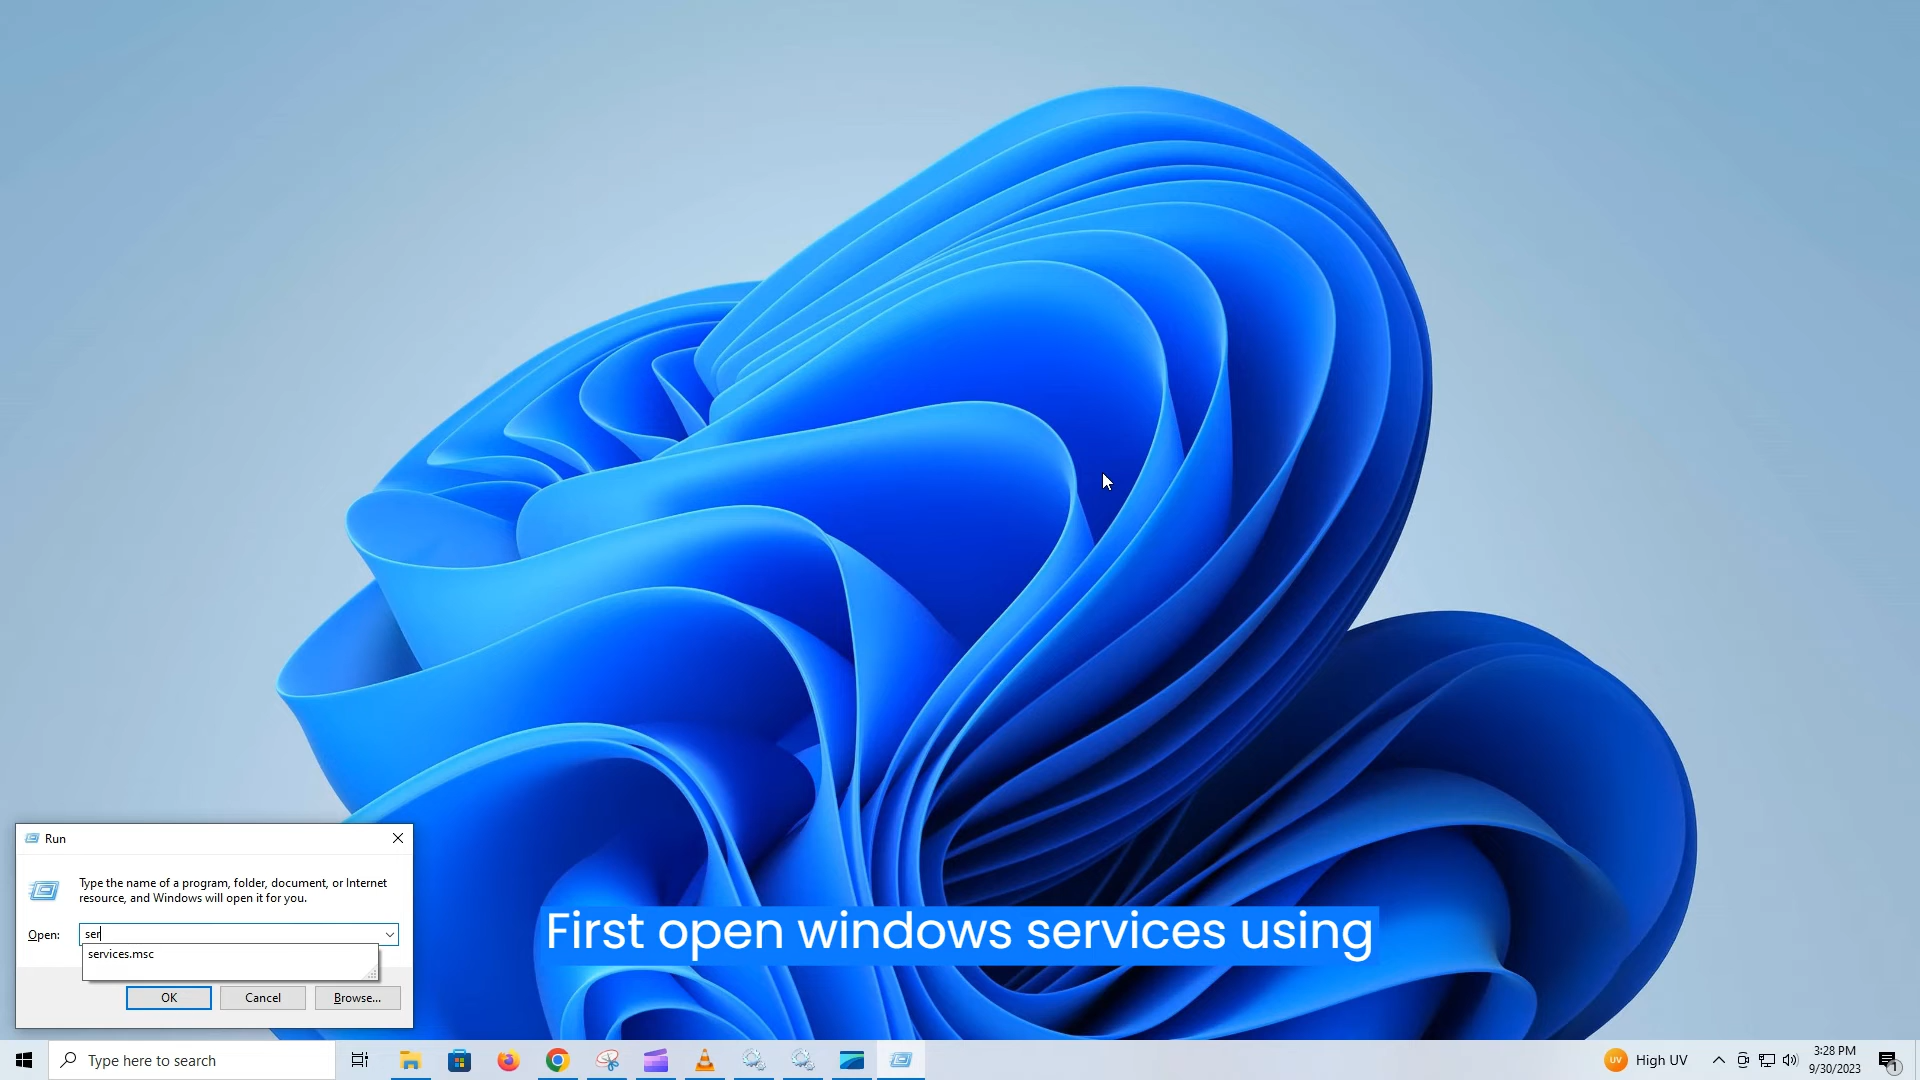 Run
Type the name of a program, folder, document, or Internet
resource, and Windows will open it for you.
Open:
ser
services.msc
OK
Cancel
Browse...
First open windows services using
Type here to search
UV
High UV
3:28 PM
9/30/2023
1